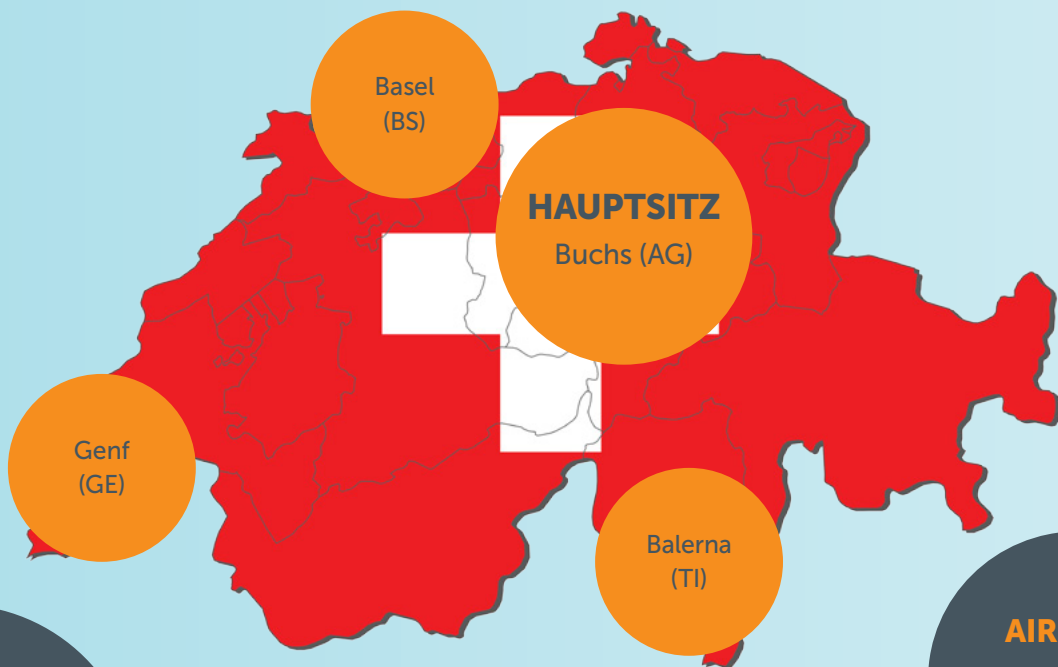 Basel
(BS)
HAUPTSITZ
Buchs (AG)
Genf
(GE)
Balerna
(TI)
AIR